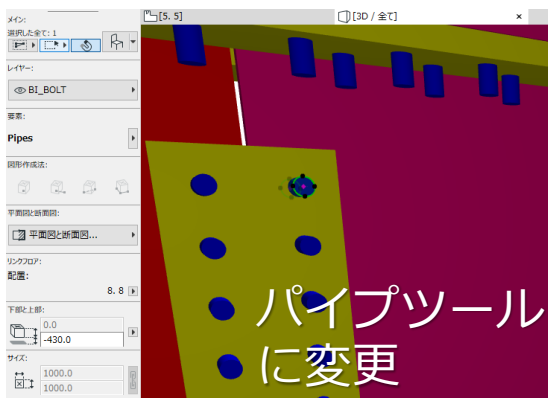 メイン:
選択した全て: 1
レイヤー:
BI_BOLT
要素:
Pipes
図形作成法:
平面図と断面図:
平面図と断面図...
リンクフロア:
配置:
8. 8
下部と上部:
0.0
-430.0
サイズ:
1000.0
1000.0
[5. 5]
[3D / 全て]
パイプツール
に変更